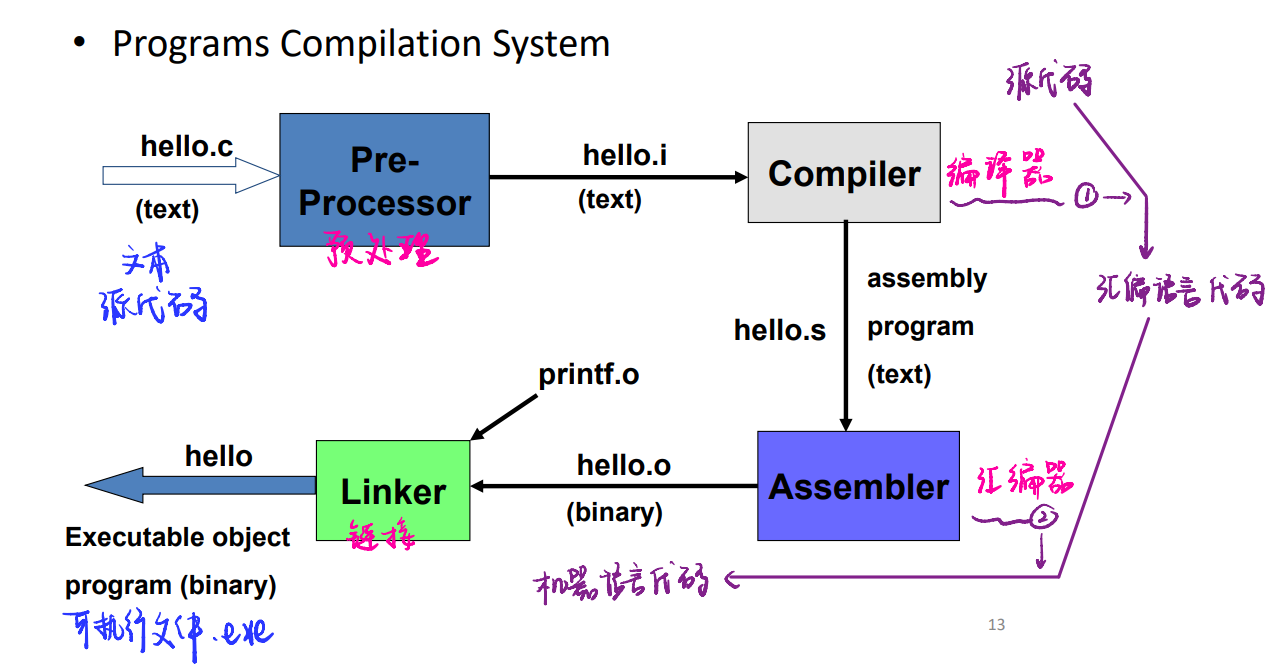 • Programs Compilation System
源代码
hello.c
(text)
文本
源代码
Pre-
Processor
预处理
hello.i
(text)
Compiler
编译器
①
汇编语言代码
assembly
program
(text)
hello.s
printf.o
hello
Linker
链接
hello.o
(binary)
Assembler
汇编器
②
Executable object
program (binary)
可执行文件.exe
机器语言代码
13